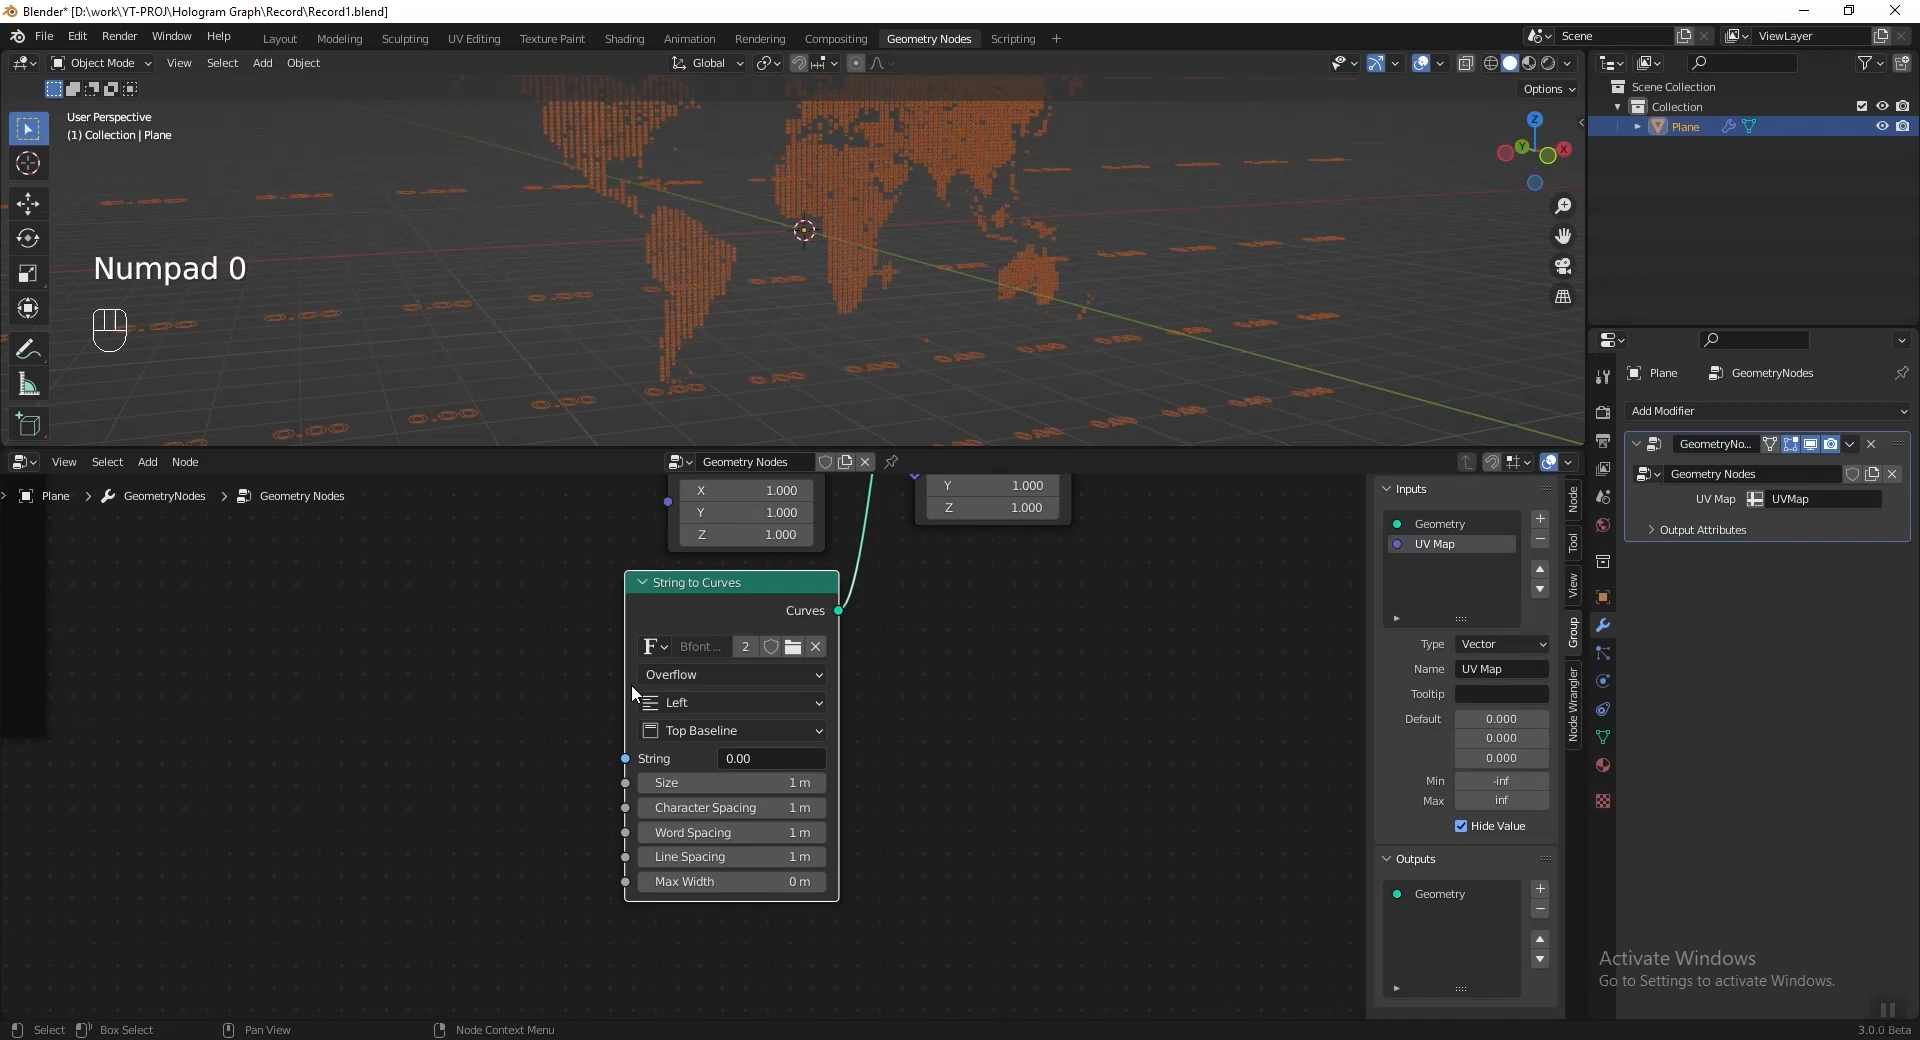 Blender* [D:\work\YT-PROJ\Hologram Graph\Record\Record1.blend]
File Edit Render Window Help Layout Modeling Sculpting UV Editing Texture Paint Shading Animation Rendering Compositing Geometry Nodes Scripting + Scene ViewLayer
Object Mode View Select Add Object Global
Options
User Perspective
(1) Collection | Plane
Z
Y
X
Numpad 0
0.00
Scene Collection
Collection
Plane
Plane GeometryNodes
Add Modifier
GeometryNo...
Geometry Nodes
UV Map UVMap
Output Attributes
View Select Add Node Geometry Nodes
Plane GeometryNodes Geometry Nodes
X 1.000
Y 1.000
Z 1.000
Y 1.000
Z 1.000
String to Curves
Curves
F Bfont ... 2
Overflow
Left
Top Baseline
String 0.00
Size 1 m
Character Spacing 1 m
Word Spacing 1 m
Line Spacing 1 m
Max Width 0 m
Inputs
Geometry
UV Map
Type Vector
Name UV Map
Tooltip
Default 0.000
0.000
0.000
Min -inf
Max inf
Hide Value
Outputs
Geometry
Node
Tool
View
Group
Node Wrangler
Activate Windows
Go to Settings to activate Windows.
Select Box Select Pan View Node Context Menu 3.0.0 Beta